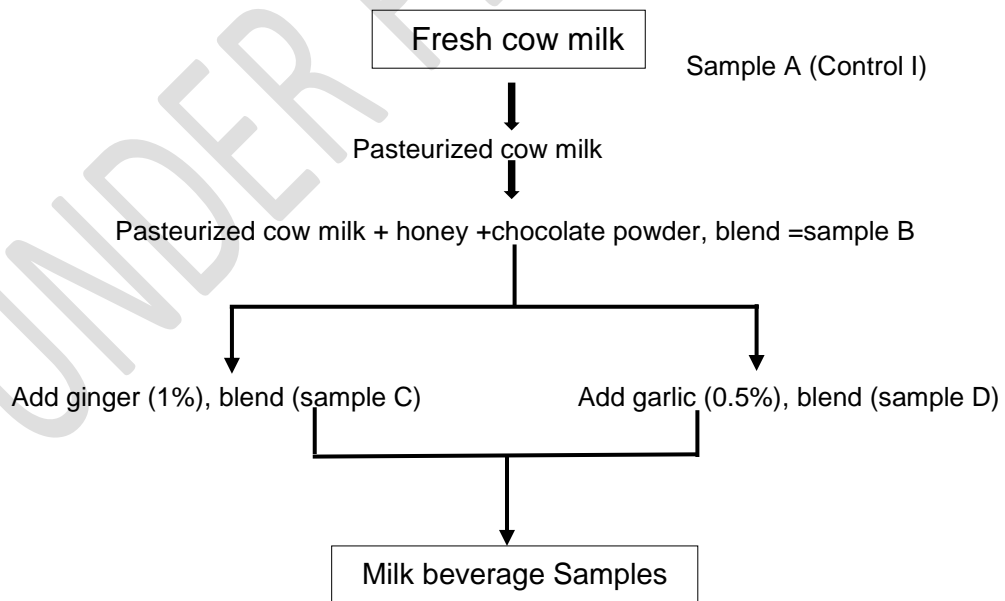 Fresh cow milk
Sample A (Control I)
Pasteurized cow milk
Pasteurized cow milk + honey +chocolate powder, blend =sample B
Add ginger (1%), blend (sample C)
Add garlic (0.5%), blend (sample D)
Milk beverage Samples
UNDER